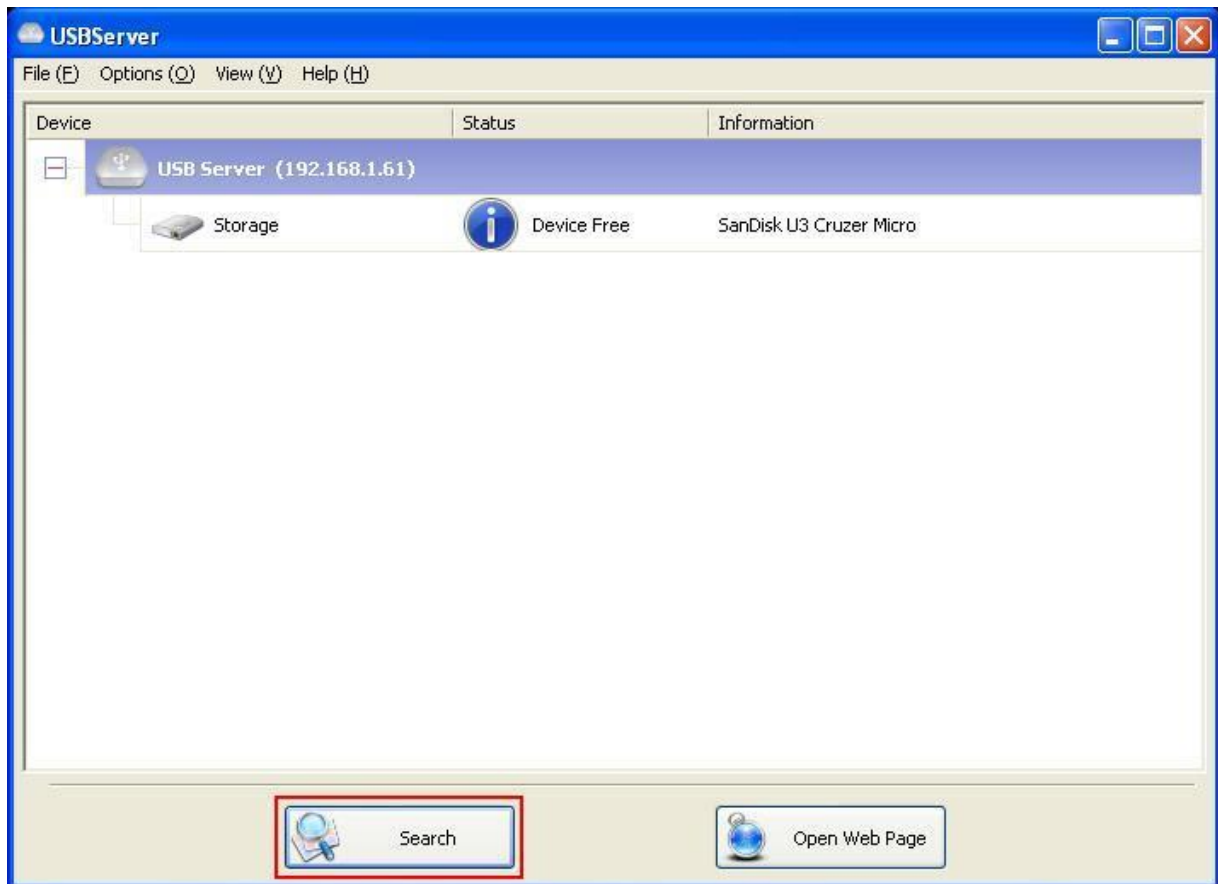 USBServer
File (F) Options (O) View (V) Help (H)
Device Status Information
USB Server (192.168.1.61)
Storage Device Free SanDisk U3 Cruzer Micro
Search Open Web Page